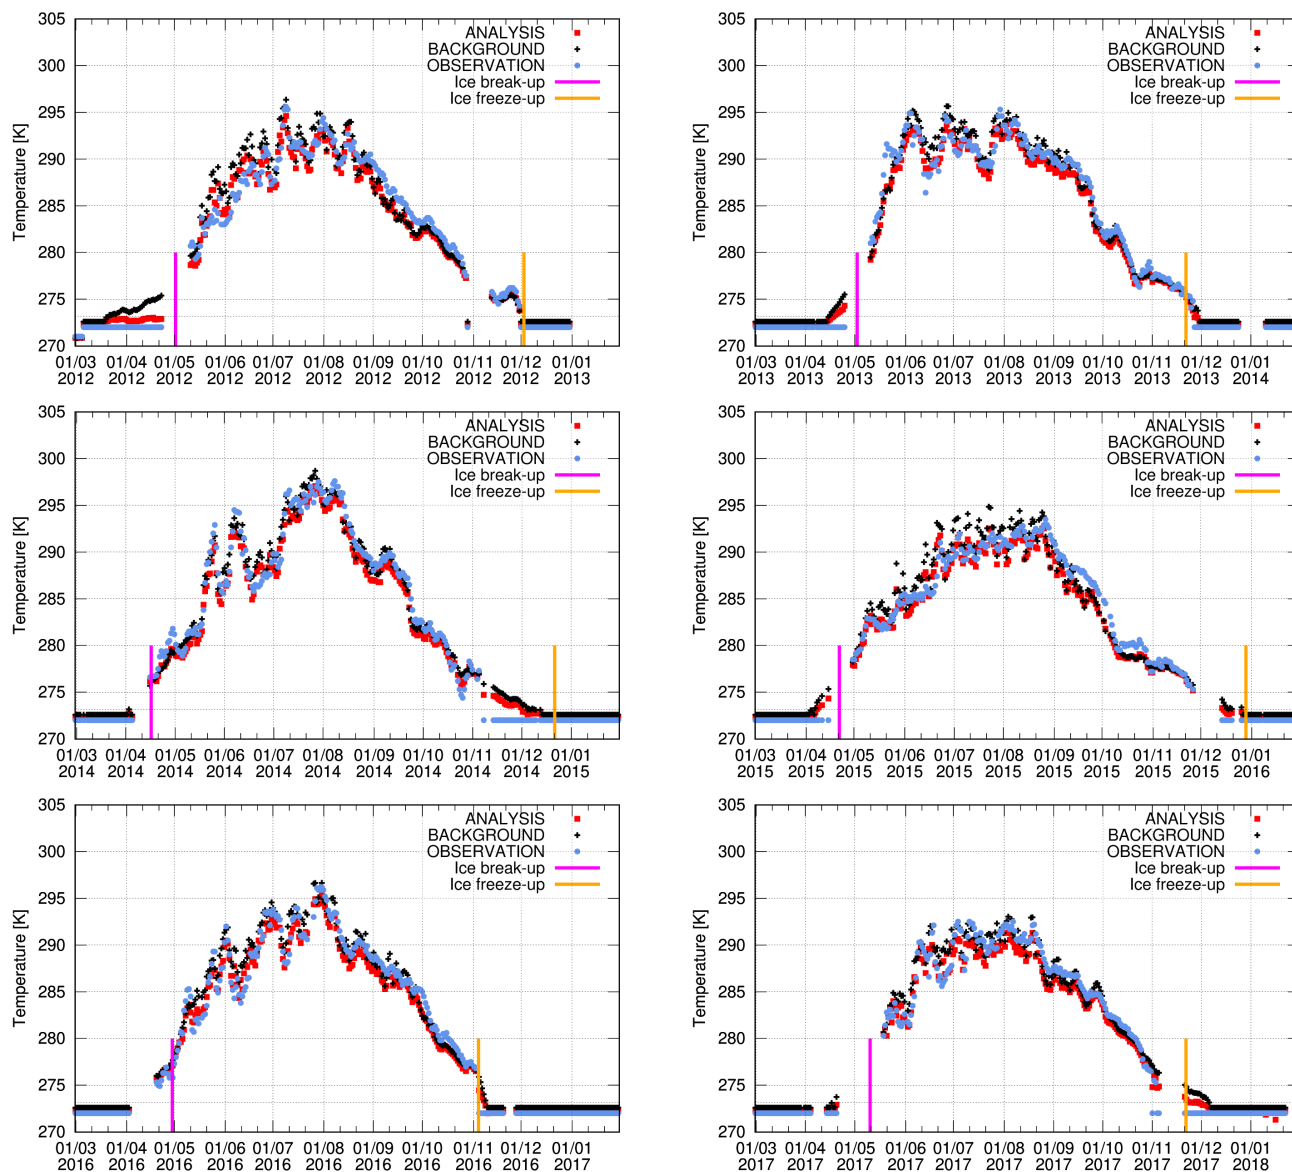 305
300
295
290
285
280
275
270
Temperature [K]
ANALYSIS
BACKGROUND
OBSERVATION
Ice break-up
Ice freeze-up
01/03 01/04 01/05 01/06 01/07 01/08 01/09 01/10 01/11 01/12 01/01
2012 2012 2012 2012 2012 2012 2012 2012 2012 2012 2013
305
300
295
290
285
280
275
270
Temperature [K]
ANALYSIS
BACKGROUND
OBSERVATION
Ice break-up
Ice freeze-up
01/03 01/04 01/05 01/06 01/07 01/08 01/09 01/10 01/11 01/12 01/01
2013 2013 2013 2013 2013 2013 2013 2013 2013 2013 2014
305
300
295
290
285
280
275
270
Temperature [K]
ANALYSIS
BACKGROUND
OBSERVATION
Ice break-up
Ice freeze-up
01/03 01/04 01/05 01/06 01/07 01/08 01/09 01/10 01/11 01/12 01/01
2014 2014 2014 2014 2014 2014 2014 2014 2014 2014 2015
305
300
295
290
285
280
275
270
Temperature [K]
ANALYSIS
BACKGROUND
OBSERVATION
Ice break-up
Ice freeze-up
01/03 01/04 01/05 01/06 01/07 01/08 01/09 01/10 01/11 01/12 01/01
2015 2015 2015 2015 2015 2015 2015 2015 2015 2015 2016
305
300
295
290
285
280
275
270
Temperature [K]
ANALYSIS
BACKGROUND
OBSERVATION
Ice break-up
Ice freeze-up
01/03 01/04 01/05 01/06 01/07 01/08 01/09 01/10 01/11 01/12 01/01
2016 2016 2016 2016 2016 2016 2016 2016 2016 2016 2017
305
300
295
290
285
280
275
270
Temperature [K]
ANALYSIS
BACKGROUND
OBSERVATION
Ice break-up
Ice freeze-up
01/03 01/04 01/05 01/06 01/07 01/08 01/09 01/10 01/11 01/12 01/01
2017 2017 2017 2017 2017 2017 2017 2017 2017 2017 2018